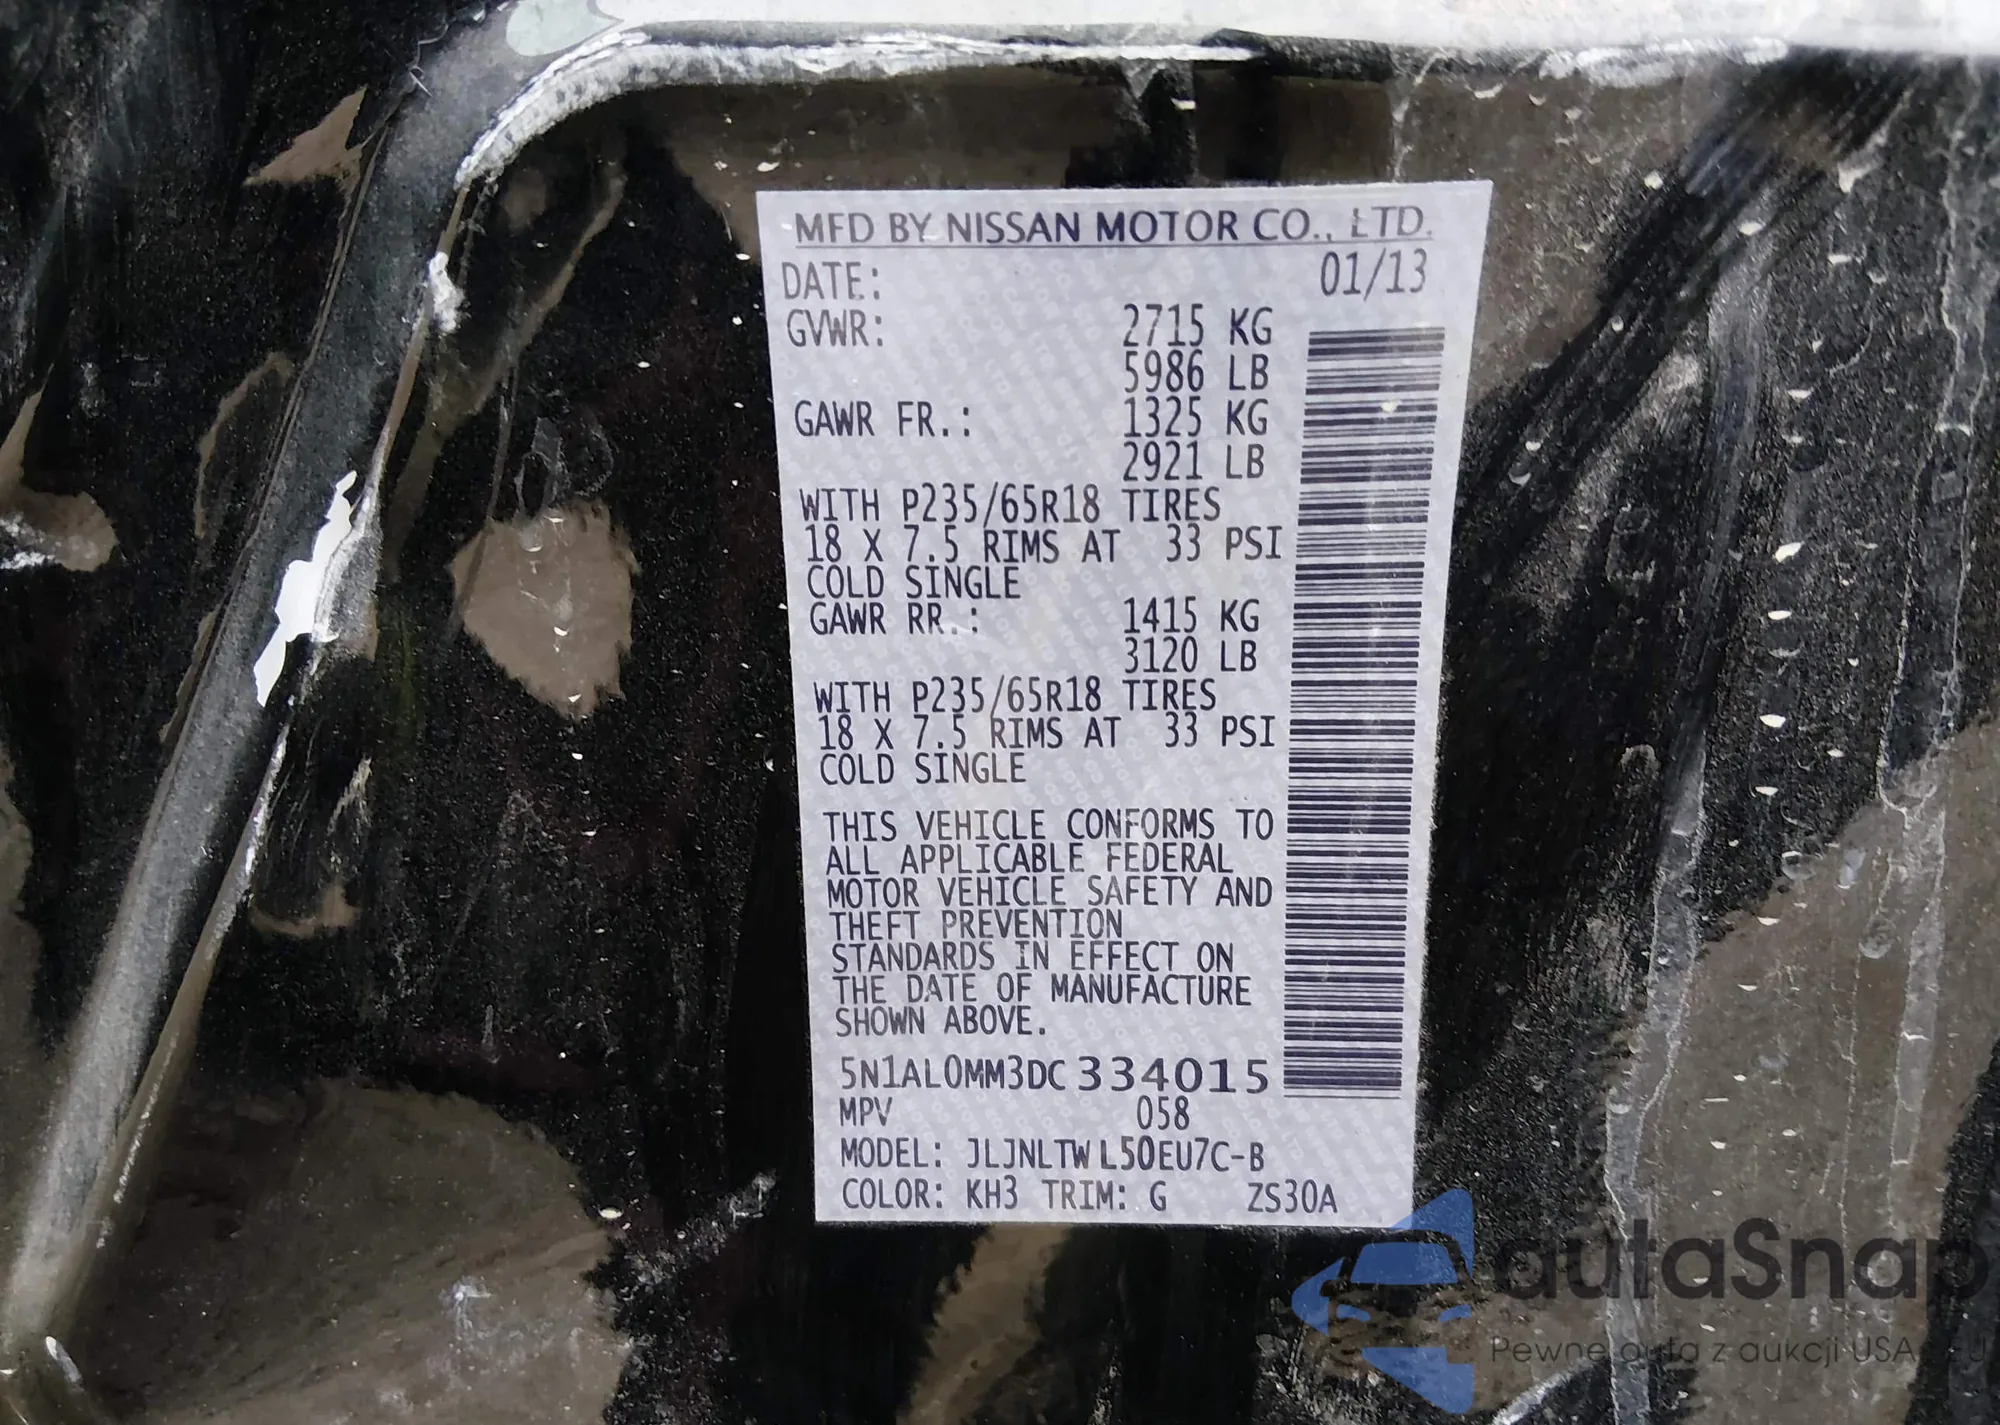 MFD BY NISSAN MOTOR CO., LTD.
DATE: 01/13
GVWR: 2715 KG
5986 LB
GAWR FR.: 1325 KG
2921 LB
WITH P235/65R18 TIRES
18 X 7.5 RIMS AT 33 PSI
COLD SINGLE
GAWR RR.: 1415 KG
3120 LB
WITH P235/65R18 TIRES
18 X 7.5 RIMS AT 33 PSI
COLD SINGLE
THIS VEHICLE CONFORMS TO
ALL APPLICABLE FEDERAL
MOTOR VEHICLE SAFETY AND
THEFT PREVENTION
STANDARDS IN EFFECT ON
THE DATE OF MANUFACTURE
SHOWN ABOVE.
5N1AL0MM3DC334015
MPV 058
MODEL: JLJNLTWL50EU7C-B
COLOR: KH3 TRIM: G ZS30A
autaSnap
Pewne auta z aukcji USA